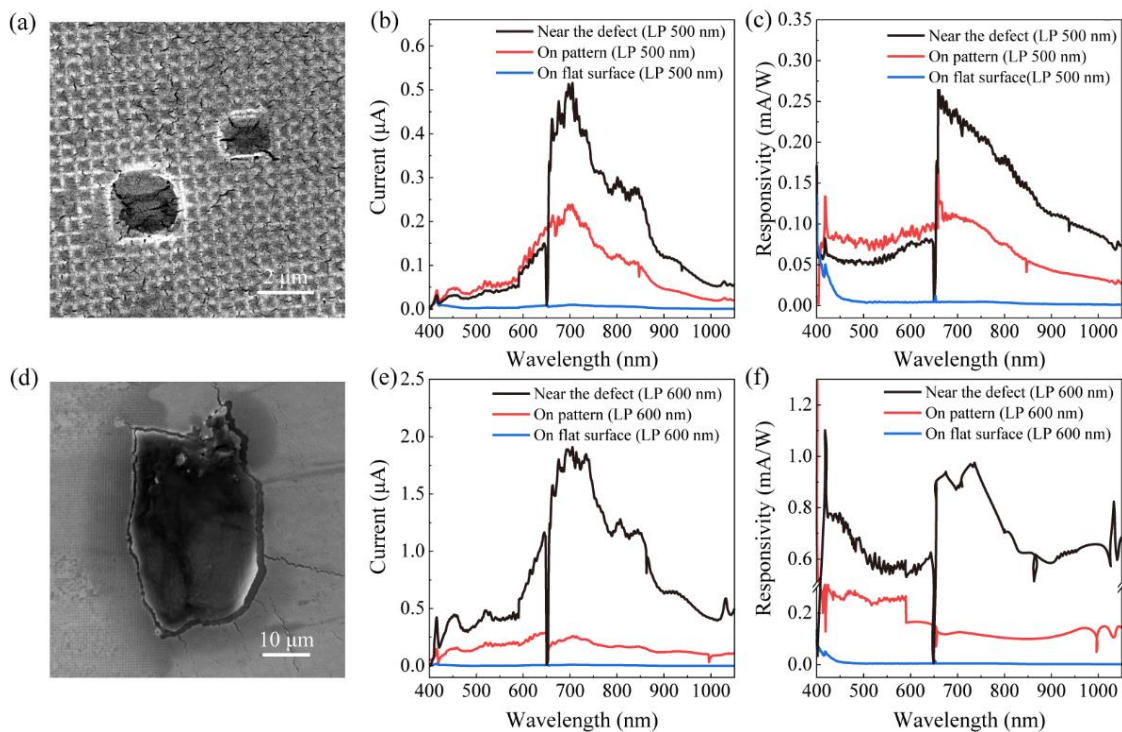 (a)
2 μm
(b)
Current (μA)
0.6
0.5
0.4
0.3
0.2
0.1
0.0
Near the defect (LP 500 nm)
On pattern (LP 500 nm)
On flat surface (LP 500 nm)
400 500 600 700 800 900 1000
Wavelength (nm)
(c)
Responsivity (mA/W)
0.35
0.30
0.25
0.20
0.15
0.10
0.05
0.00
Near the defect (LP 500 nm)
On pattern (LP 500 nm)
On flat surface(LP 500 nm)
400 500 600 700 800 900 1000
Wavelength (nm)
(d)
10 μm
(e)
Current (μA)
2.5
2.0
1.5
1.0
0.5
0.0
Near the defect (LP 600 nm)
On pattern (LP 600 nm)
On flat surface (LP 600 nm)
400 500 600 700 800 900 1000
Wavelength (nm)
(f)
Responsivity (mA/W)
1.2
1.0
0.8
0.6
0.2
0.0
Near the defect (LP 600 nm)
On pattern (LP 600 nm)
On flat surface (LP 600 nm)
400 500 600 700 800 900 1000
Wavelength (nm)